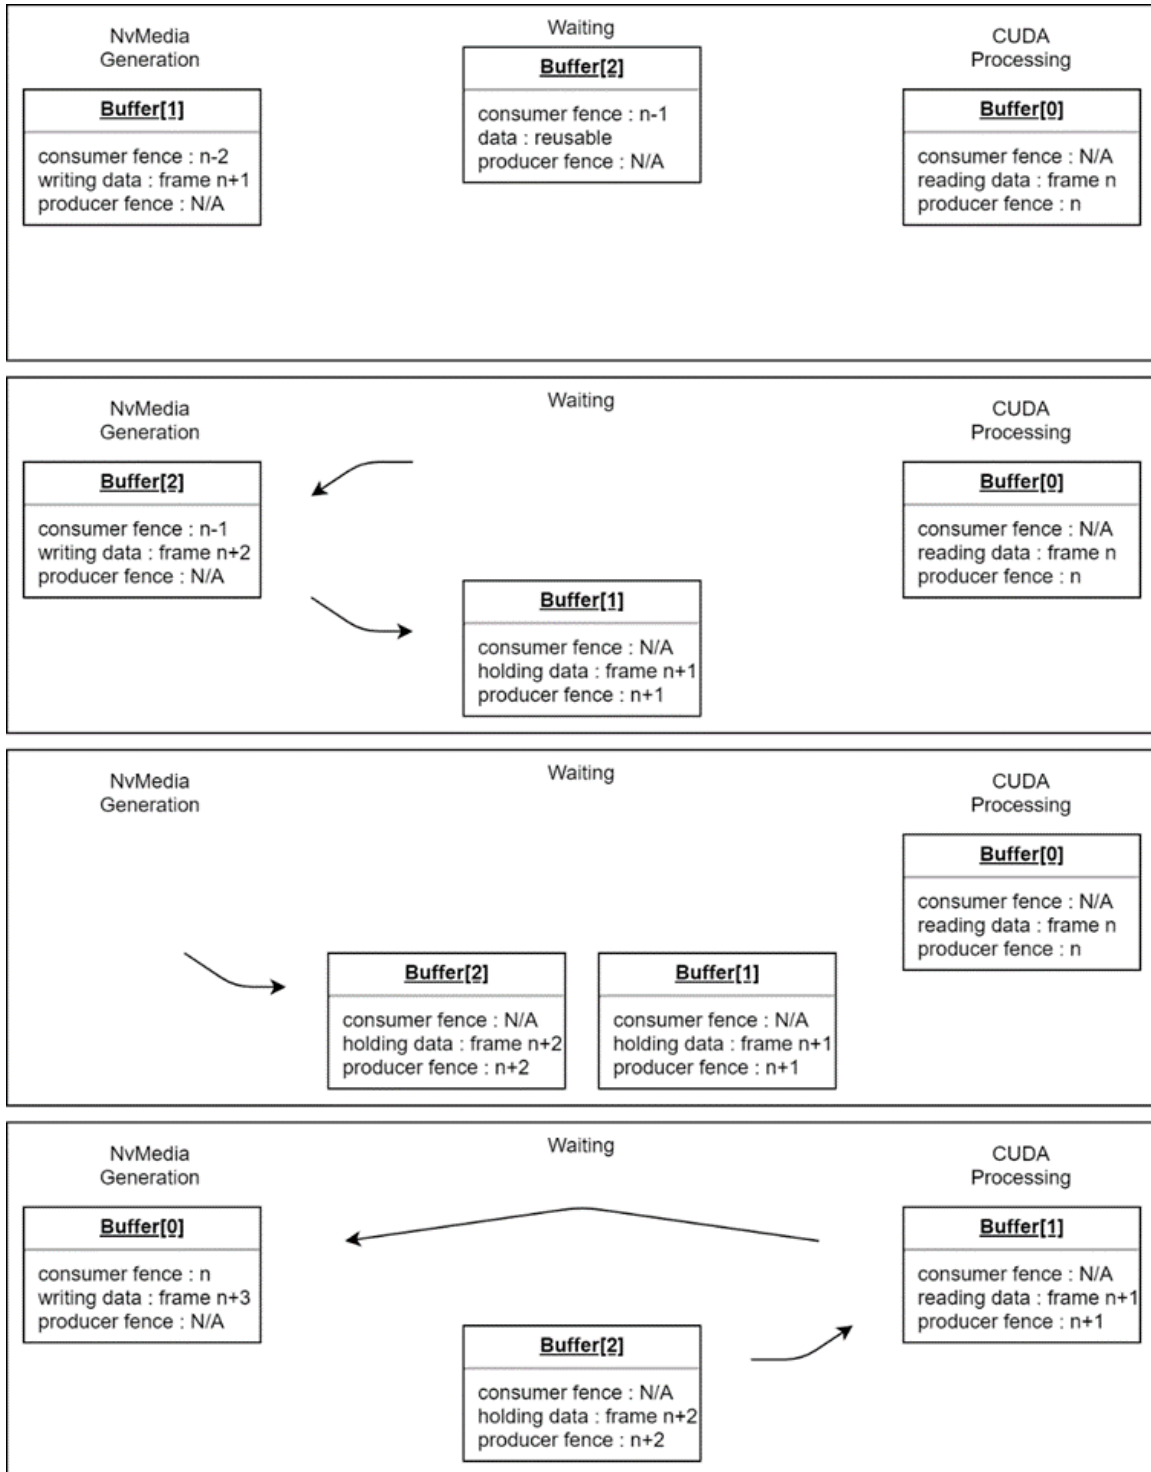 NvMedia
Generation
Buffer[1]
consumer fence : n-2
writing data : frame n+1
producer fence : N/A
Waiting
Buffer[2]
consumer fence : n-1
data : reusable
producer fence : N/A
CUDA
Processing
Buffer[0]
consumer fence : N/A
reading data : frame n
producer fence : n
NvMedia
Generation
Buffer[2]
consumer fence : n-1
writing data : frame n+2
producer fence : N/A
Waiting
Buffer[1]
consumer fence : N/A
holding data : frame n+1
producer fence : n+1
CUDA
Processing
Buffer[0]
consumer fence : N/A
reading data : frame n
producer fence : n
NvMedia
Generation
Waiting
Buffer[2]
consumer fence : N/A
holding data : frame n+2
producer fence : n+2
Buffer[1]
consumer fence : N/A
holding data : frame n+1
producer fence : n+1
CUDA
Processing
Buffer[0]
consumer fence : N/A
reading data : frame n
producer fence : n
NvMedia
Generation
Buffer[0]
consumer fence : n
writing data : frame n+3
producer fence : N/A
Waiting
Buffer[2]
consumer fence : N/A
holding data : frame n+2
producer fence : n+2
CUDA
Processing
Buffer[1]
consumer fence : N/A
reading data : frame n+1
producer fence : n+1